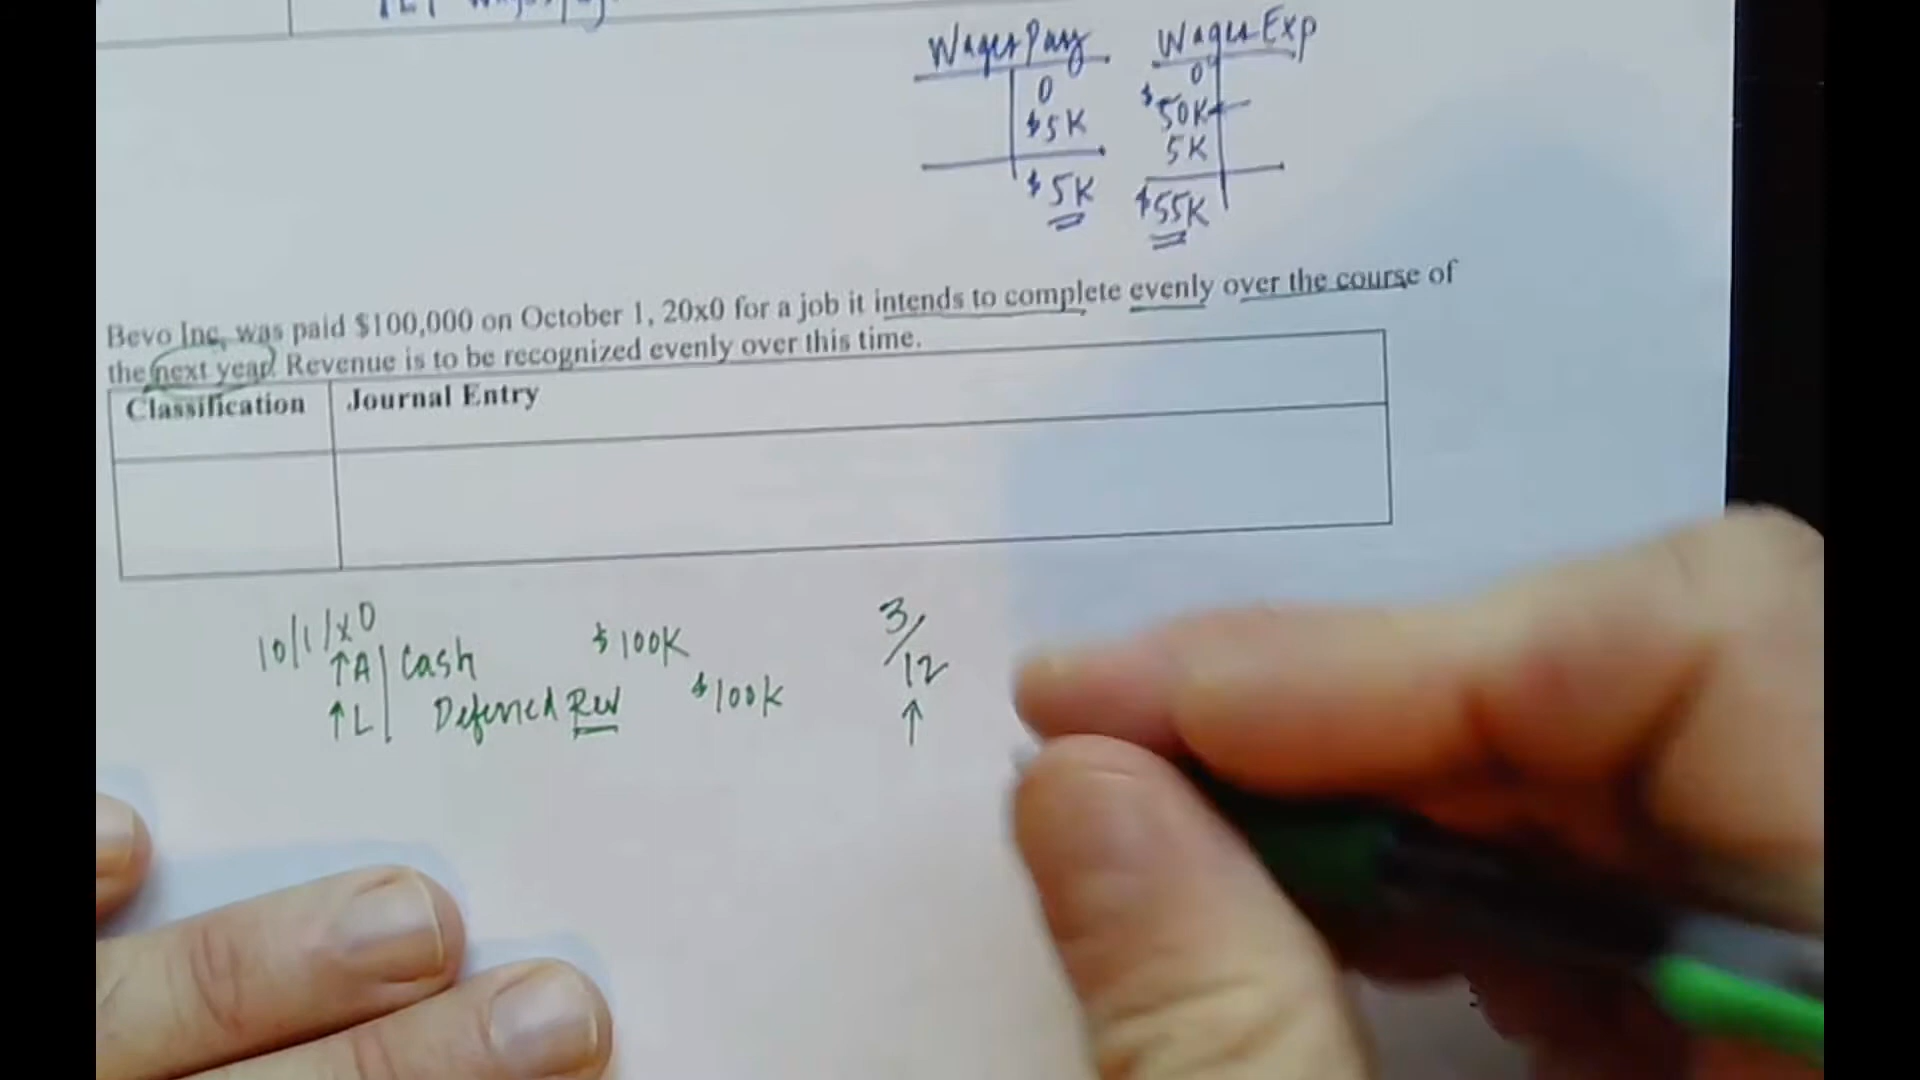 Wages Pay Wages Exp
0 0
$5K $50K
5K
$5K $55K
Bevo Inc. was paid $100,000 on October 1, 20x0 for a job it intends to complete evenly over the course of
the next year. Revenue is to be recognized evenly over this time.
Classification Journal Entry
10/1/x0
↑A Cash $100K
↑L Deferred Rev $100K
3/12
↑